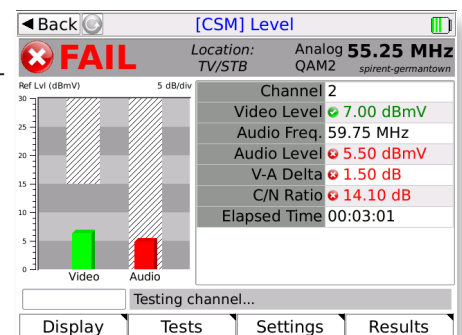 Back
[CSM] Level
FAIL
Location:
TV/STB
Analog
QAM2
55.25 MHz
spirent-germantown
Ref Lvl (dBmV)
5 dB/div
30
25
20
15
10
5
0
Video
Audio
Channel 2
Video Level 7.00 dBmV
Audio Freq. 59.75 MHz
Audio Level 5.50 dBmV
V-A Delta 1.50 dB
C/N Ratio 14.10 dB
Elapsed Time 00:03:01
Testing channel...
Display
Tests
Settings
Results